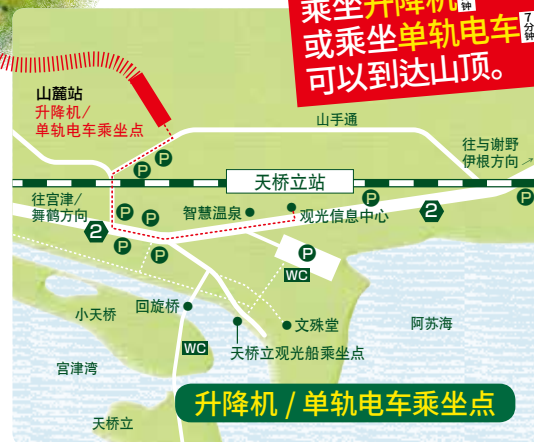 乘坐升降机 钟
或乘坐单轨电车 7分钟
可以到达山顶。
山麓站
升降机/
单轨电车乘坐点
山手通
往与谢野
伊根方向
天桥立站
往宫津/
舞鹤方向
智慧温泉
观光信息中心
2
2
P
P
P
P
P
P
P
P
P
WC
小天桥
回旋桥
文殊堂
阿苏海
WC
天桥立观光船乘坐点
宫津湾
升降机 / 单轨电车乘坐点
天桥立